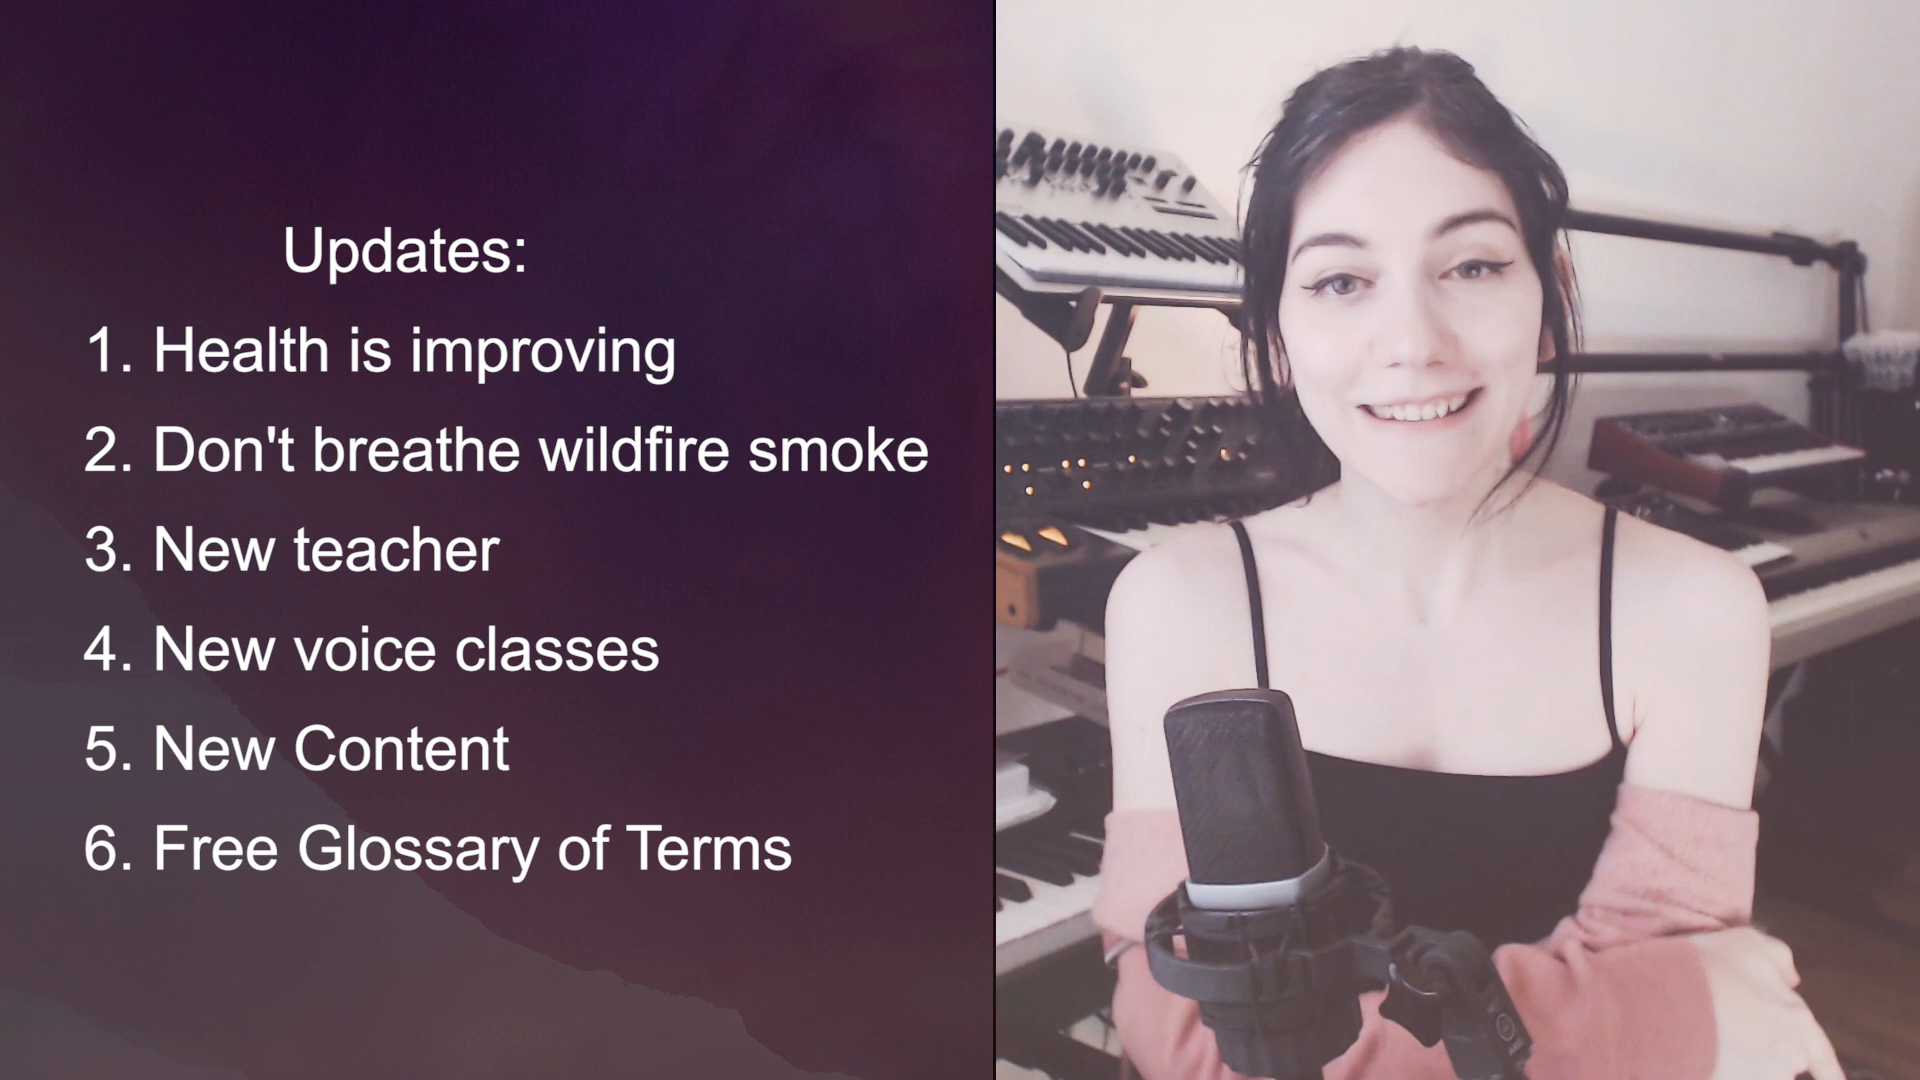 Updates:
1. Health is improving
2. Don't breathe wildfire smoke
3. New teacher
4. New voice classes
5. New Content
6. Free Glossary of Terms